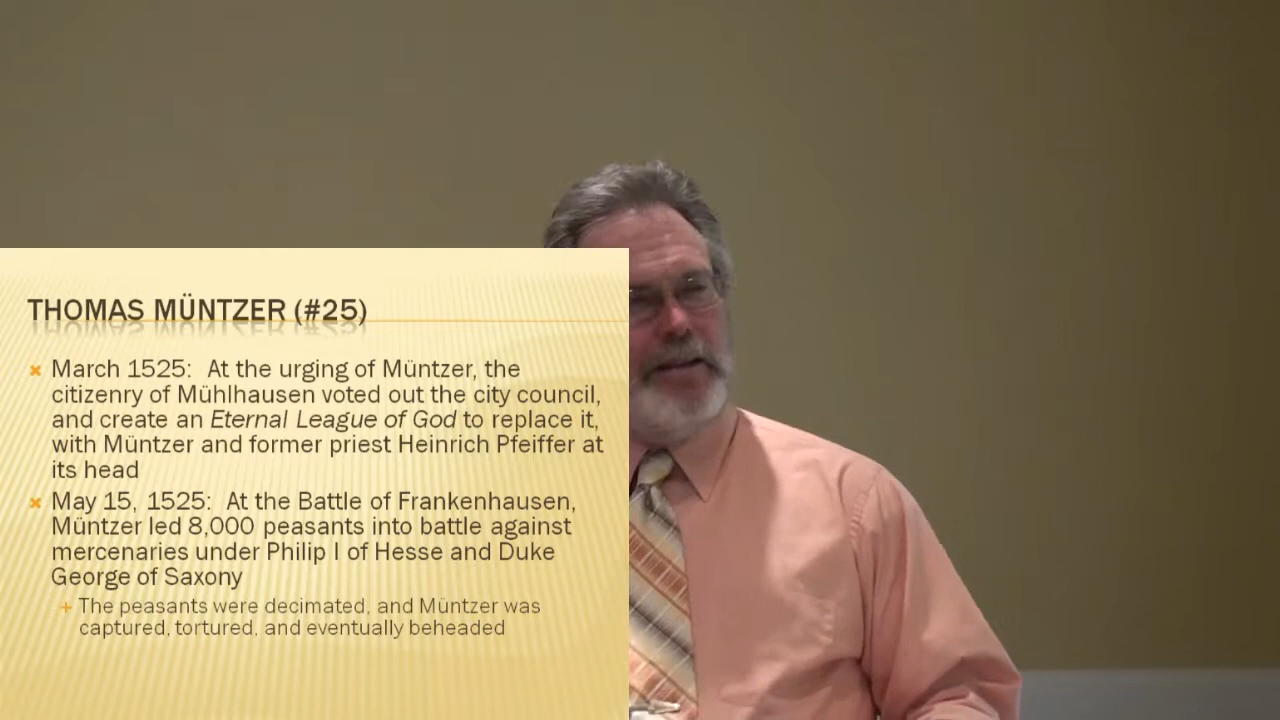 THOMAS MÜNTZER (#25)
March 1525: At the urging of Müntzer, the
citizenry of Mühlhausen voted out the city council,
and create an Eternal League of God to replace it,
with Müntzer and former priest Heinrich Pfeiffer at
its head
May 15, 1525: At the Battle of Frankenhausen,
Müntzer led 8,000 peasants into battle against
mercenaries under Philip I of Hesse and Duke
George of Saxony
The peasants were decimated, and Müntzer was
captured, tortured, and eventually beheaded